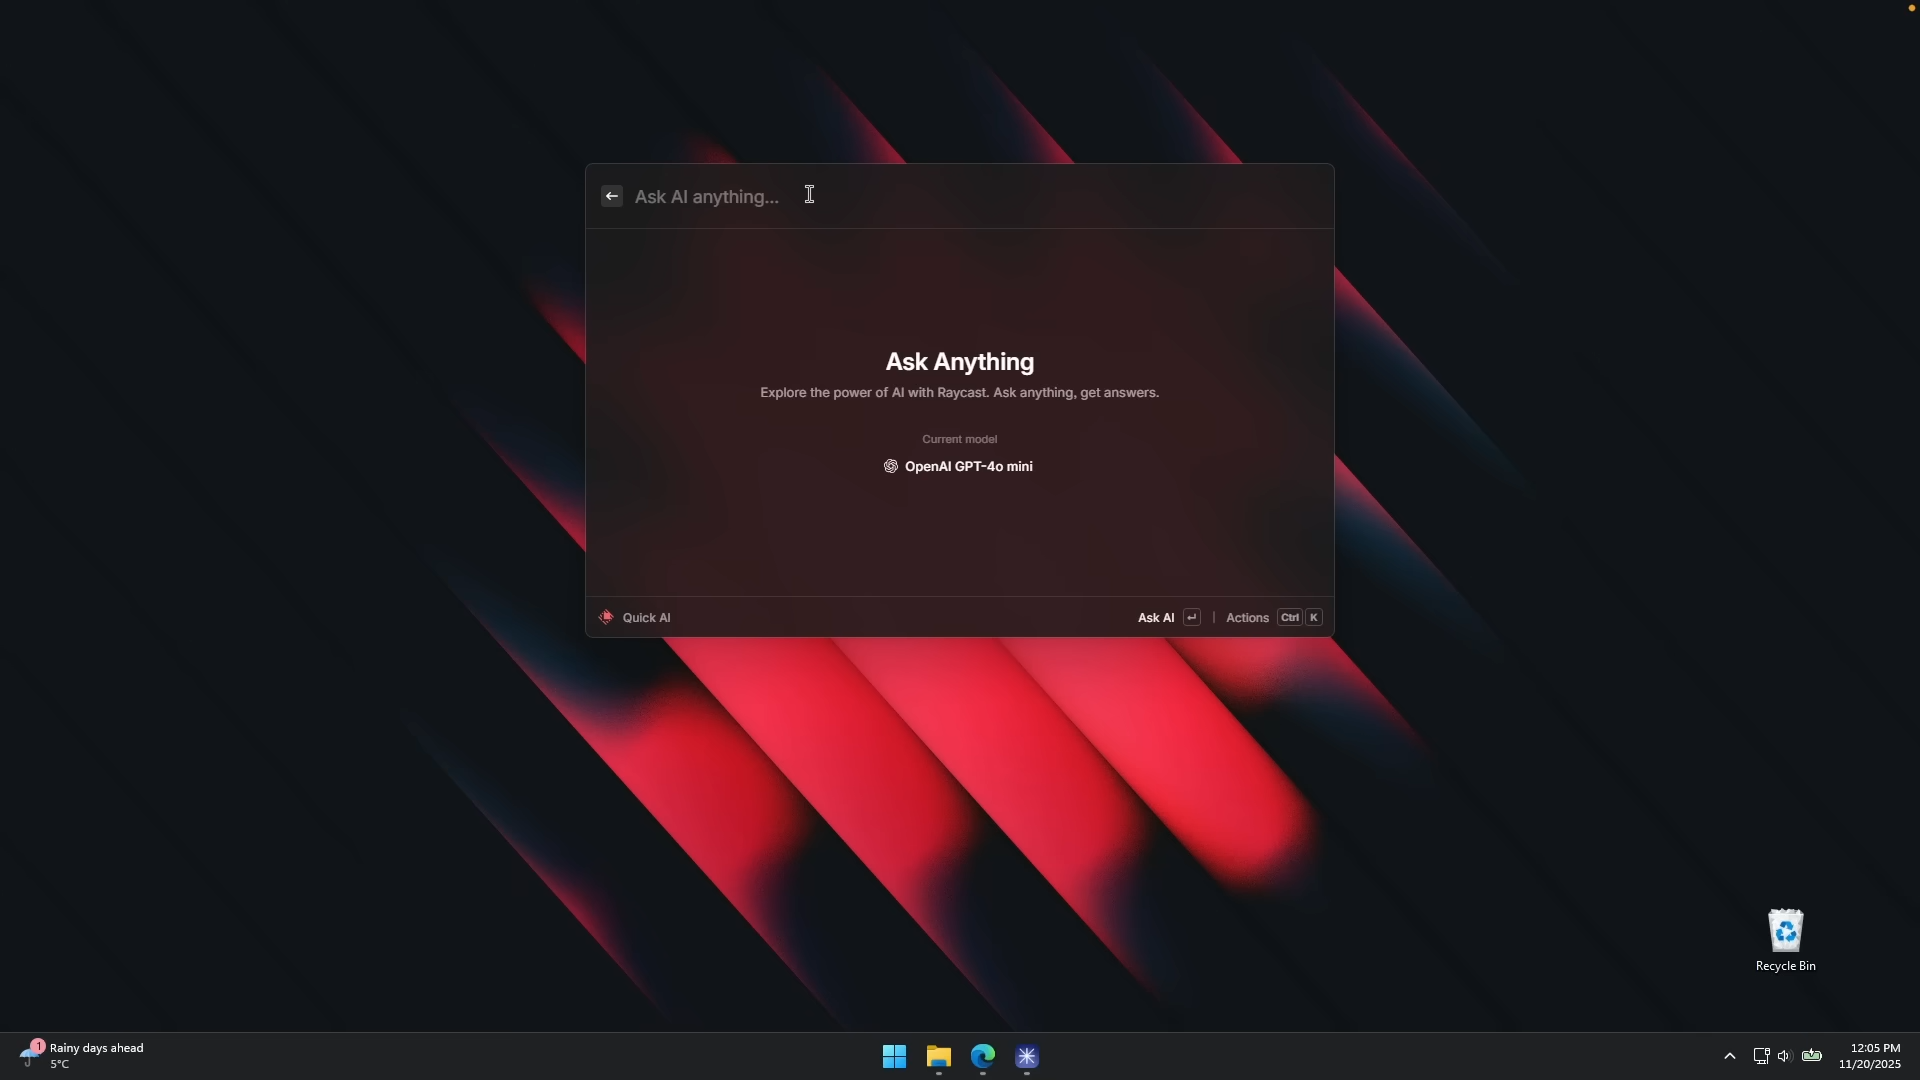 Ask AI anything...
Ask Anything
Explore the power of AI with Raycast. Ask anything, get answers.
Current model
OpenAI GPT-4o mini
Quick AI
Ask AI ↵ | Actions Ctrl K
Recycle Bin
1
Rainy days ahead
5°C
12:05 PM
11/20/2025